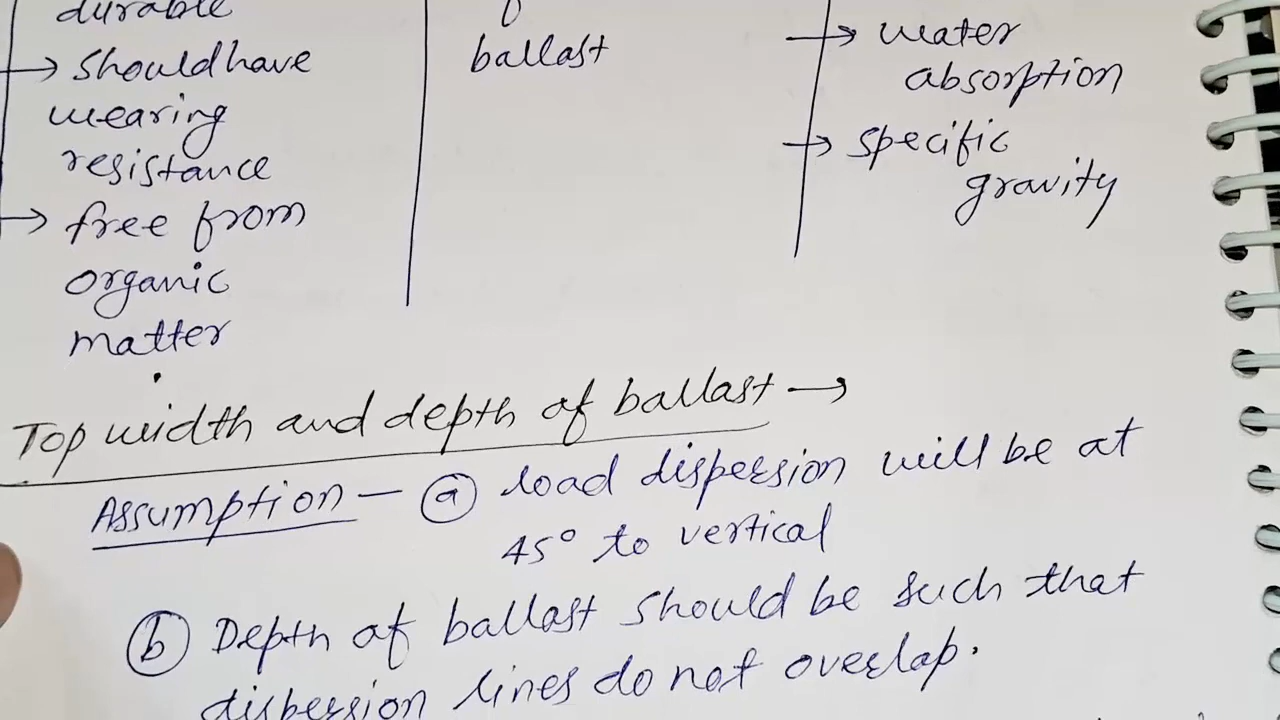 durable
→ should have
wearing
resistance
→ free from
organic
matter
ballast
→ water
absorption
→ specific
gravity
Top width and depth of ballast →
Assumption - (a) load dispersion will be at
45° to vertical
(b) Depth of ballast should be such that
dispersion lines do not overlap.